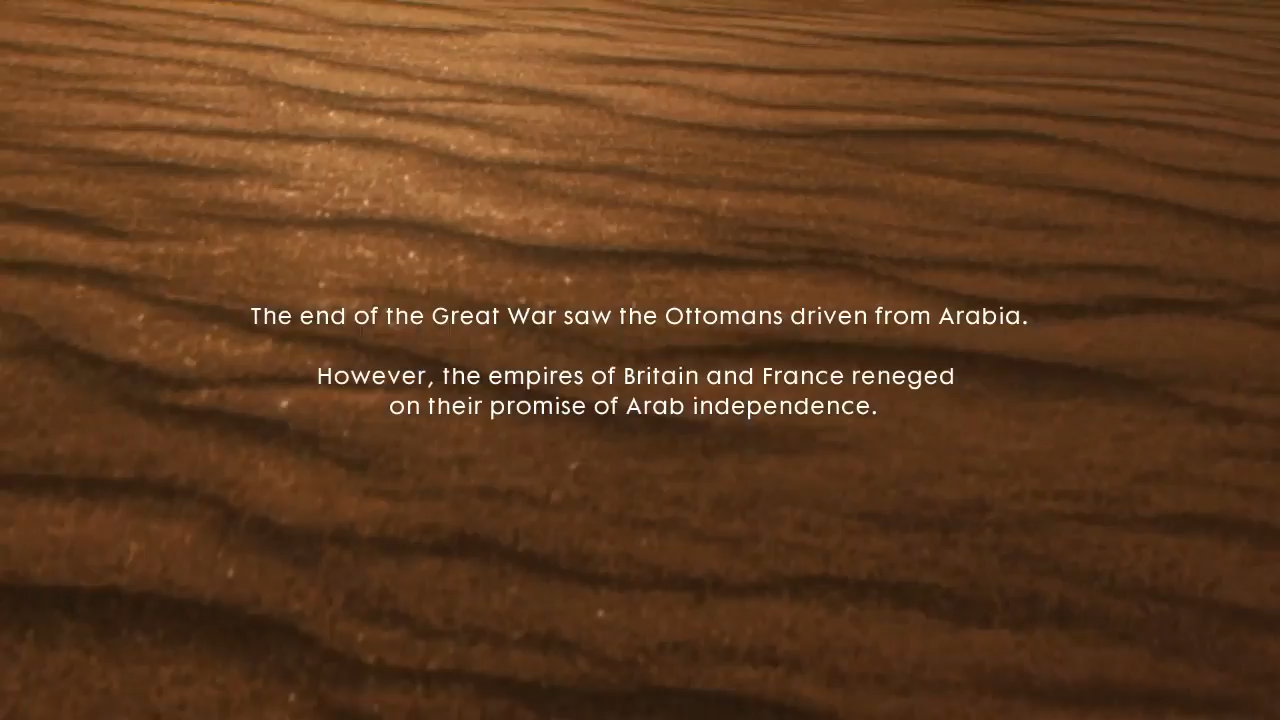 The end of the Great War saw the Ottomans driven from Arabia.
However, the empires of Britain and France reneged
on their promise of Arab independence.